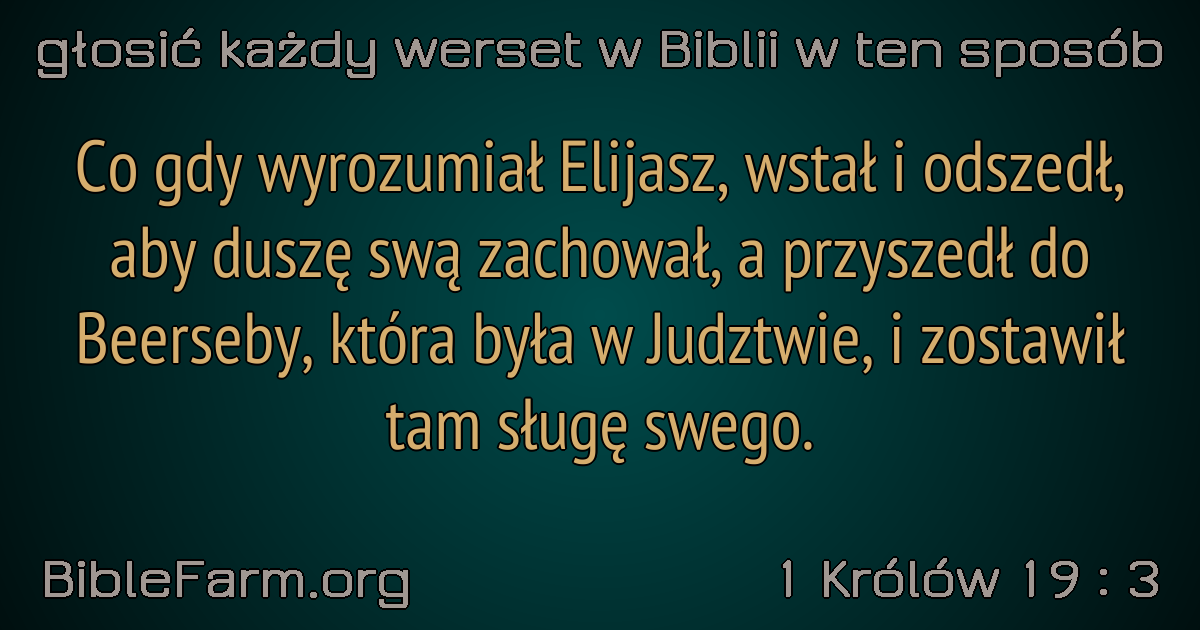 głosić każdy werset w Biblii w ten sposób
Co gdy wyrozumiał Elijasz, wstał i odszedł,
aby duszę swą zachował, a przyszedł do
Beerseby, która była w Judztwie, i zostawił
tam sługę swego.
BibleFarm.org
1 Królów 19 : 3